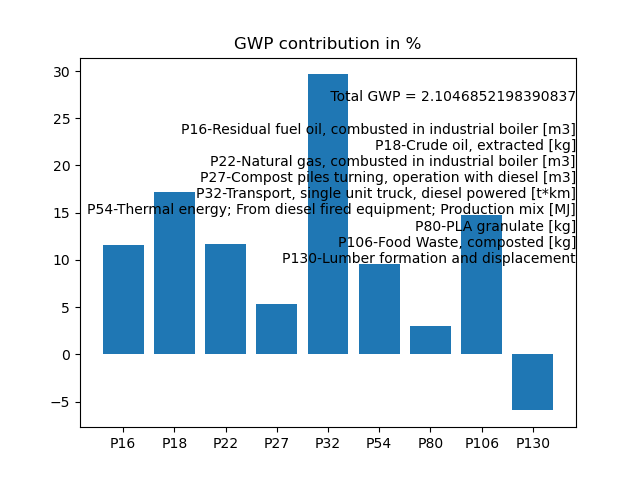 GWP contribution in %
30
25
20
15
10
5
0
−5
Total GWP = 2.1046852198390837
P16-Residual fuel oil, combusted in industrial boiler [m3]
P18-Crude oil, extracted [kg]
P22-Natural gas, combusted in industrial boiler [m3]
P27-Compost piles turning, operation with diesel [m3]
P32-Transport, single unit truck, diesel powered [t*km]
P54-Thermal energy; From diesel fired equipment; Production mix [MJ]
P80-PLA granulate [kg]
P106-Food Waste, composted [kg]
P130-Lumber formation and displacement
P16 P18 P22 P27 P32 P54 P80 P106 P130